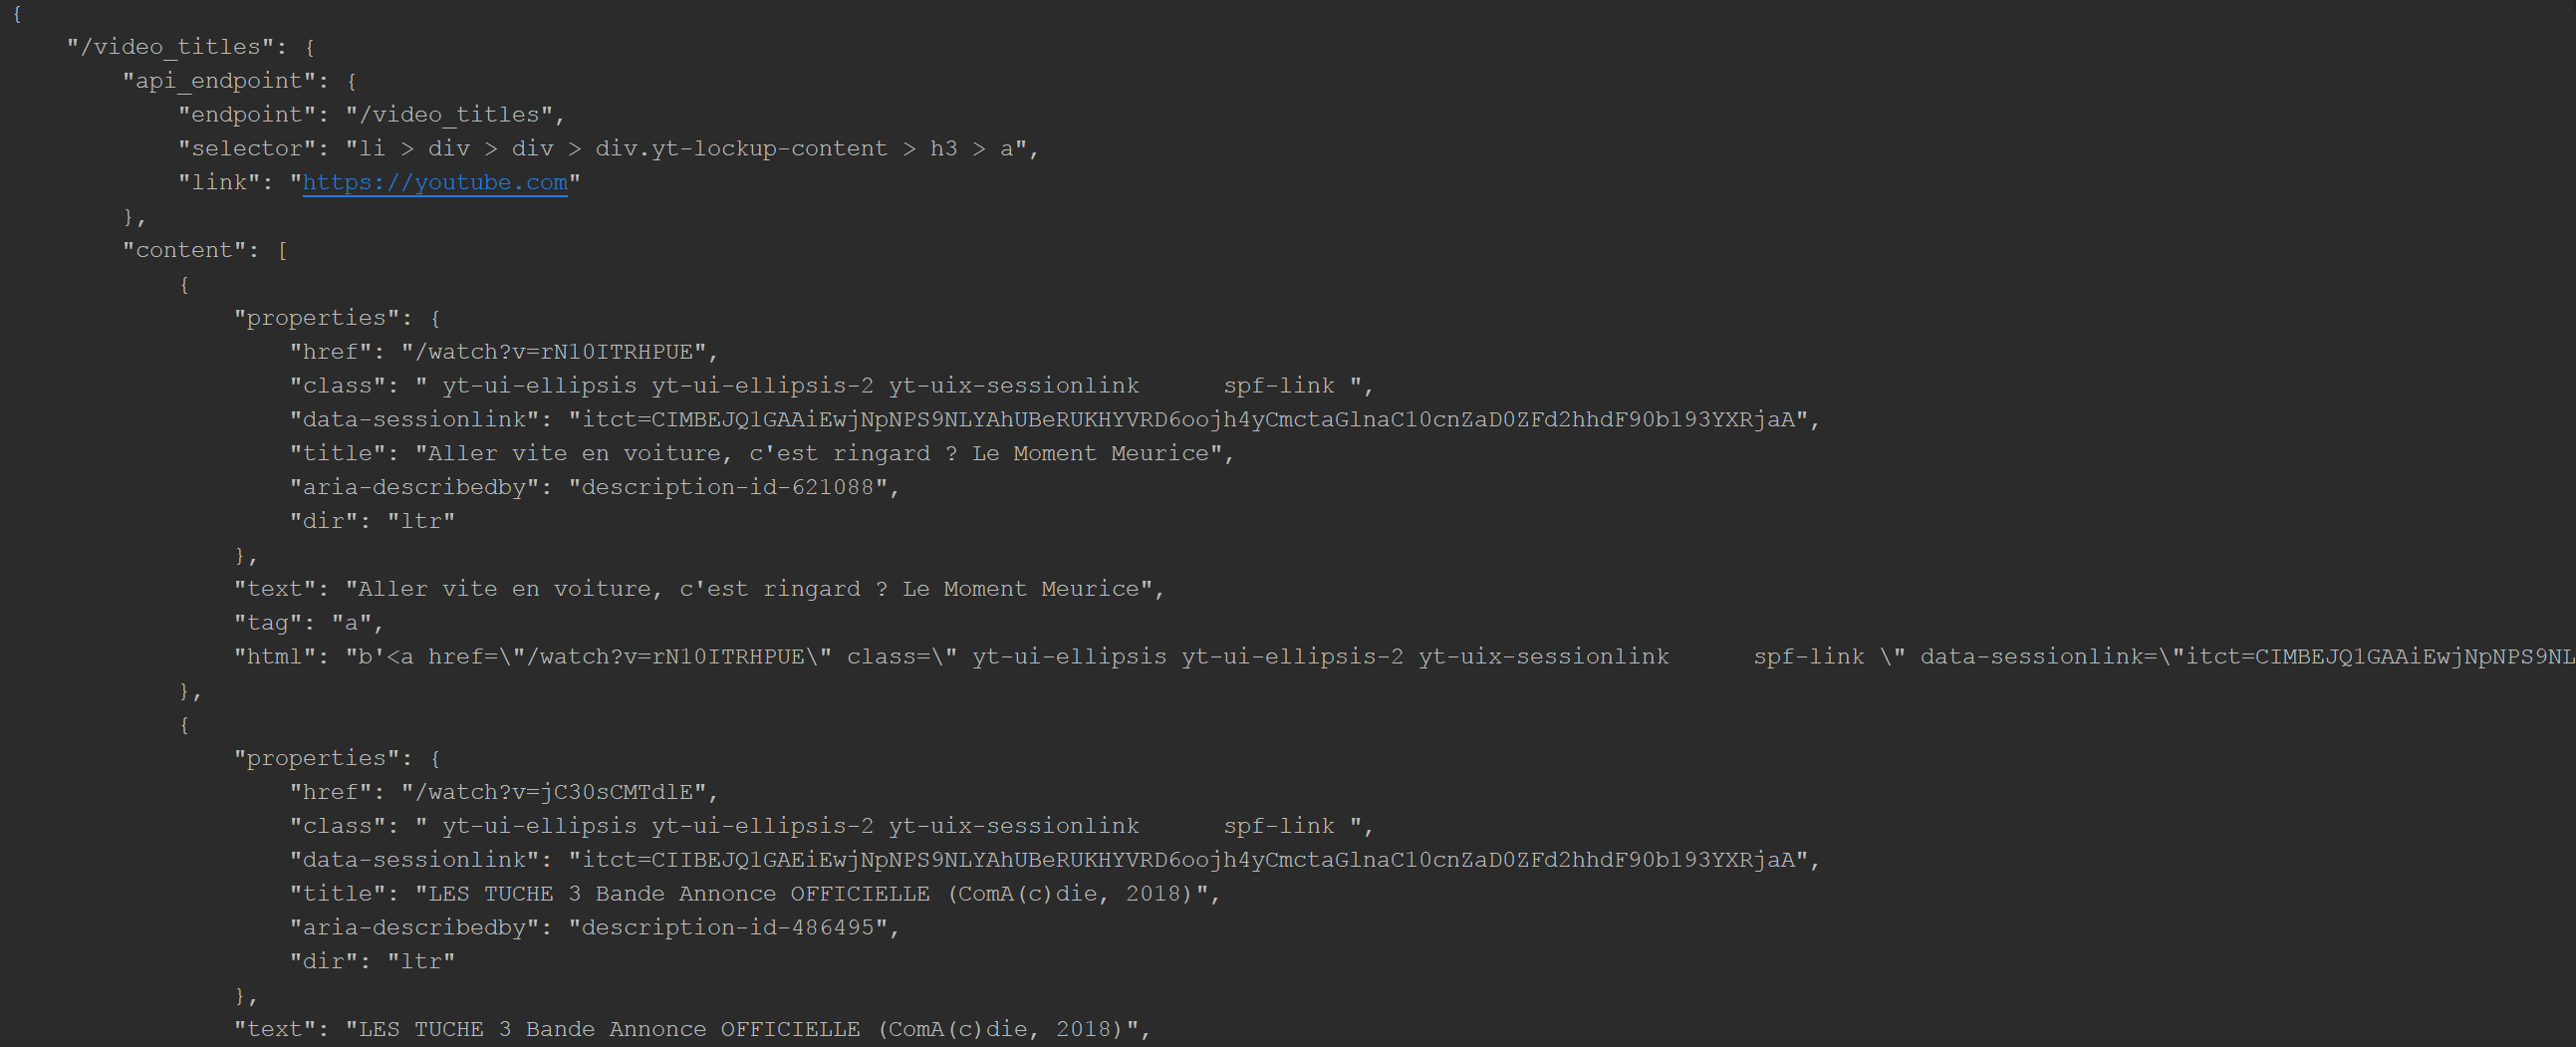 {
"/video_titles": {
"api_endpoint": {
"endpoint": "/video_titles",
"selector": "li > div > div > div.yt-lockup-content > h3 > a",
"link": "https://youtube.com"
},
"content": [
{
"properties": {
"href": "/watch?v=rN10ITRHPUE",
"class": " yt-ui-ellipsis yt-ui-ellipsis-2 yt-uix-sessionlink      spf-link ",
"data-sessionlink": "itct=CIMBEJQ1GAAiEwjNpNPS9NLYAhUBeRUKHYVRD6oojh4yCmctaGlnaC10cnZaD0ZFd2hhdF90b193YXRjaA",
"title": "Aller vite en voiture, c'est ringard ? Le Moment Meurice",
"aria-describedby": "description-id-621088",
"dir": "ltr"
},
"text": "Aller vite en voiture, c'est ringard ? Le Moment Meurice",
"tag": "a",
"html": "b'<a href=\"/watch?v=rN10ITRHPUE\" class=\" yt-ui-ellipsis yt-ui-ellipsis-2 yt-uix-sessionlink      spf-link \" data-sessionlink=\"itct=CIMBEJQ1GAAiEwjNpNPS9NL
},
{
"properties": {
"href": "/watch?v=jC30sCMTdlE",
"class": " yt-ui-ellipsis yt-ui-ellipsis-2 yt-uix-sessionlink      spf-link ",
"data-sessionlink": "itct=CIIBEJQ1GAEiEwjNpNPS9NLYAhUBeRUKHYVRD6oojh4yCmctaGlnaC10cnZaD0ZFd2hhdF90b193YXRjaA",
"title": "LES TUCHE 3 Bande Annonce OFFICIELLE (ComA(c)die, 2018)",
"aria-describedby": "description-id-486495",
"dir": "ltr"
},
"text": "LES TUCHE 3 Bande Annonce OFFICIELLE (ComA(c)die, 2018)",